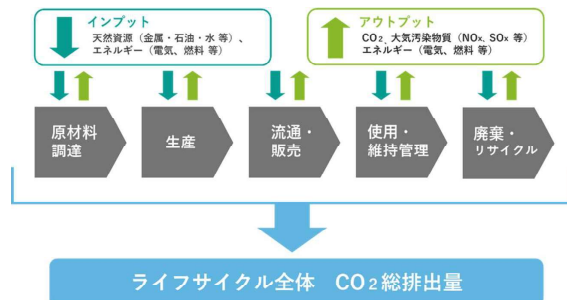 インプット
天然資源（金属・石油・水 等）、
エネルギー（電気、燃料 等）
アウトプット
CO₂、大気汚染物質（NOx、SOx 等）
エネルギー（電気、燃料 等）
原材料
調達
生産
流通・
販売
使用・
維持管理
廃棄・
リサイクル
ライフサイクル全体　CO₂総排出量